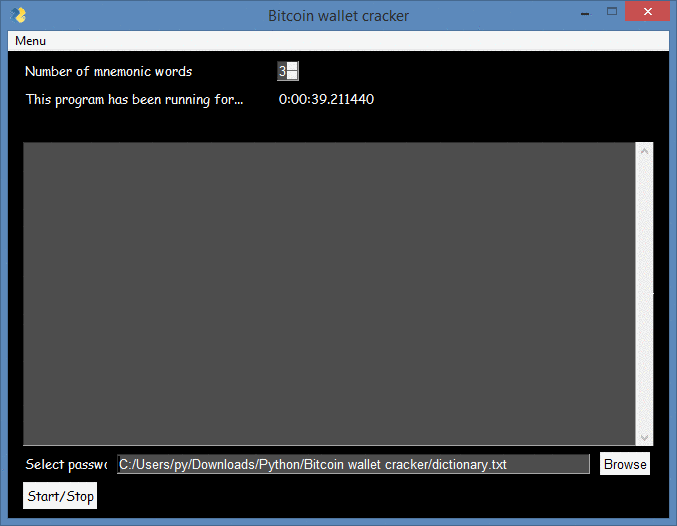 Bitcoin wallet cracker
Menu
Number of mnemonic words 3
This program has been running for... 0:00:39.211440
Select passwo C:/Users/py/Downloads/Python/Bitcoin wallet cracker/dictionary.txt Browse
Start/Stop